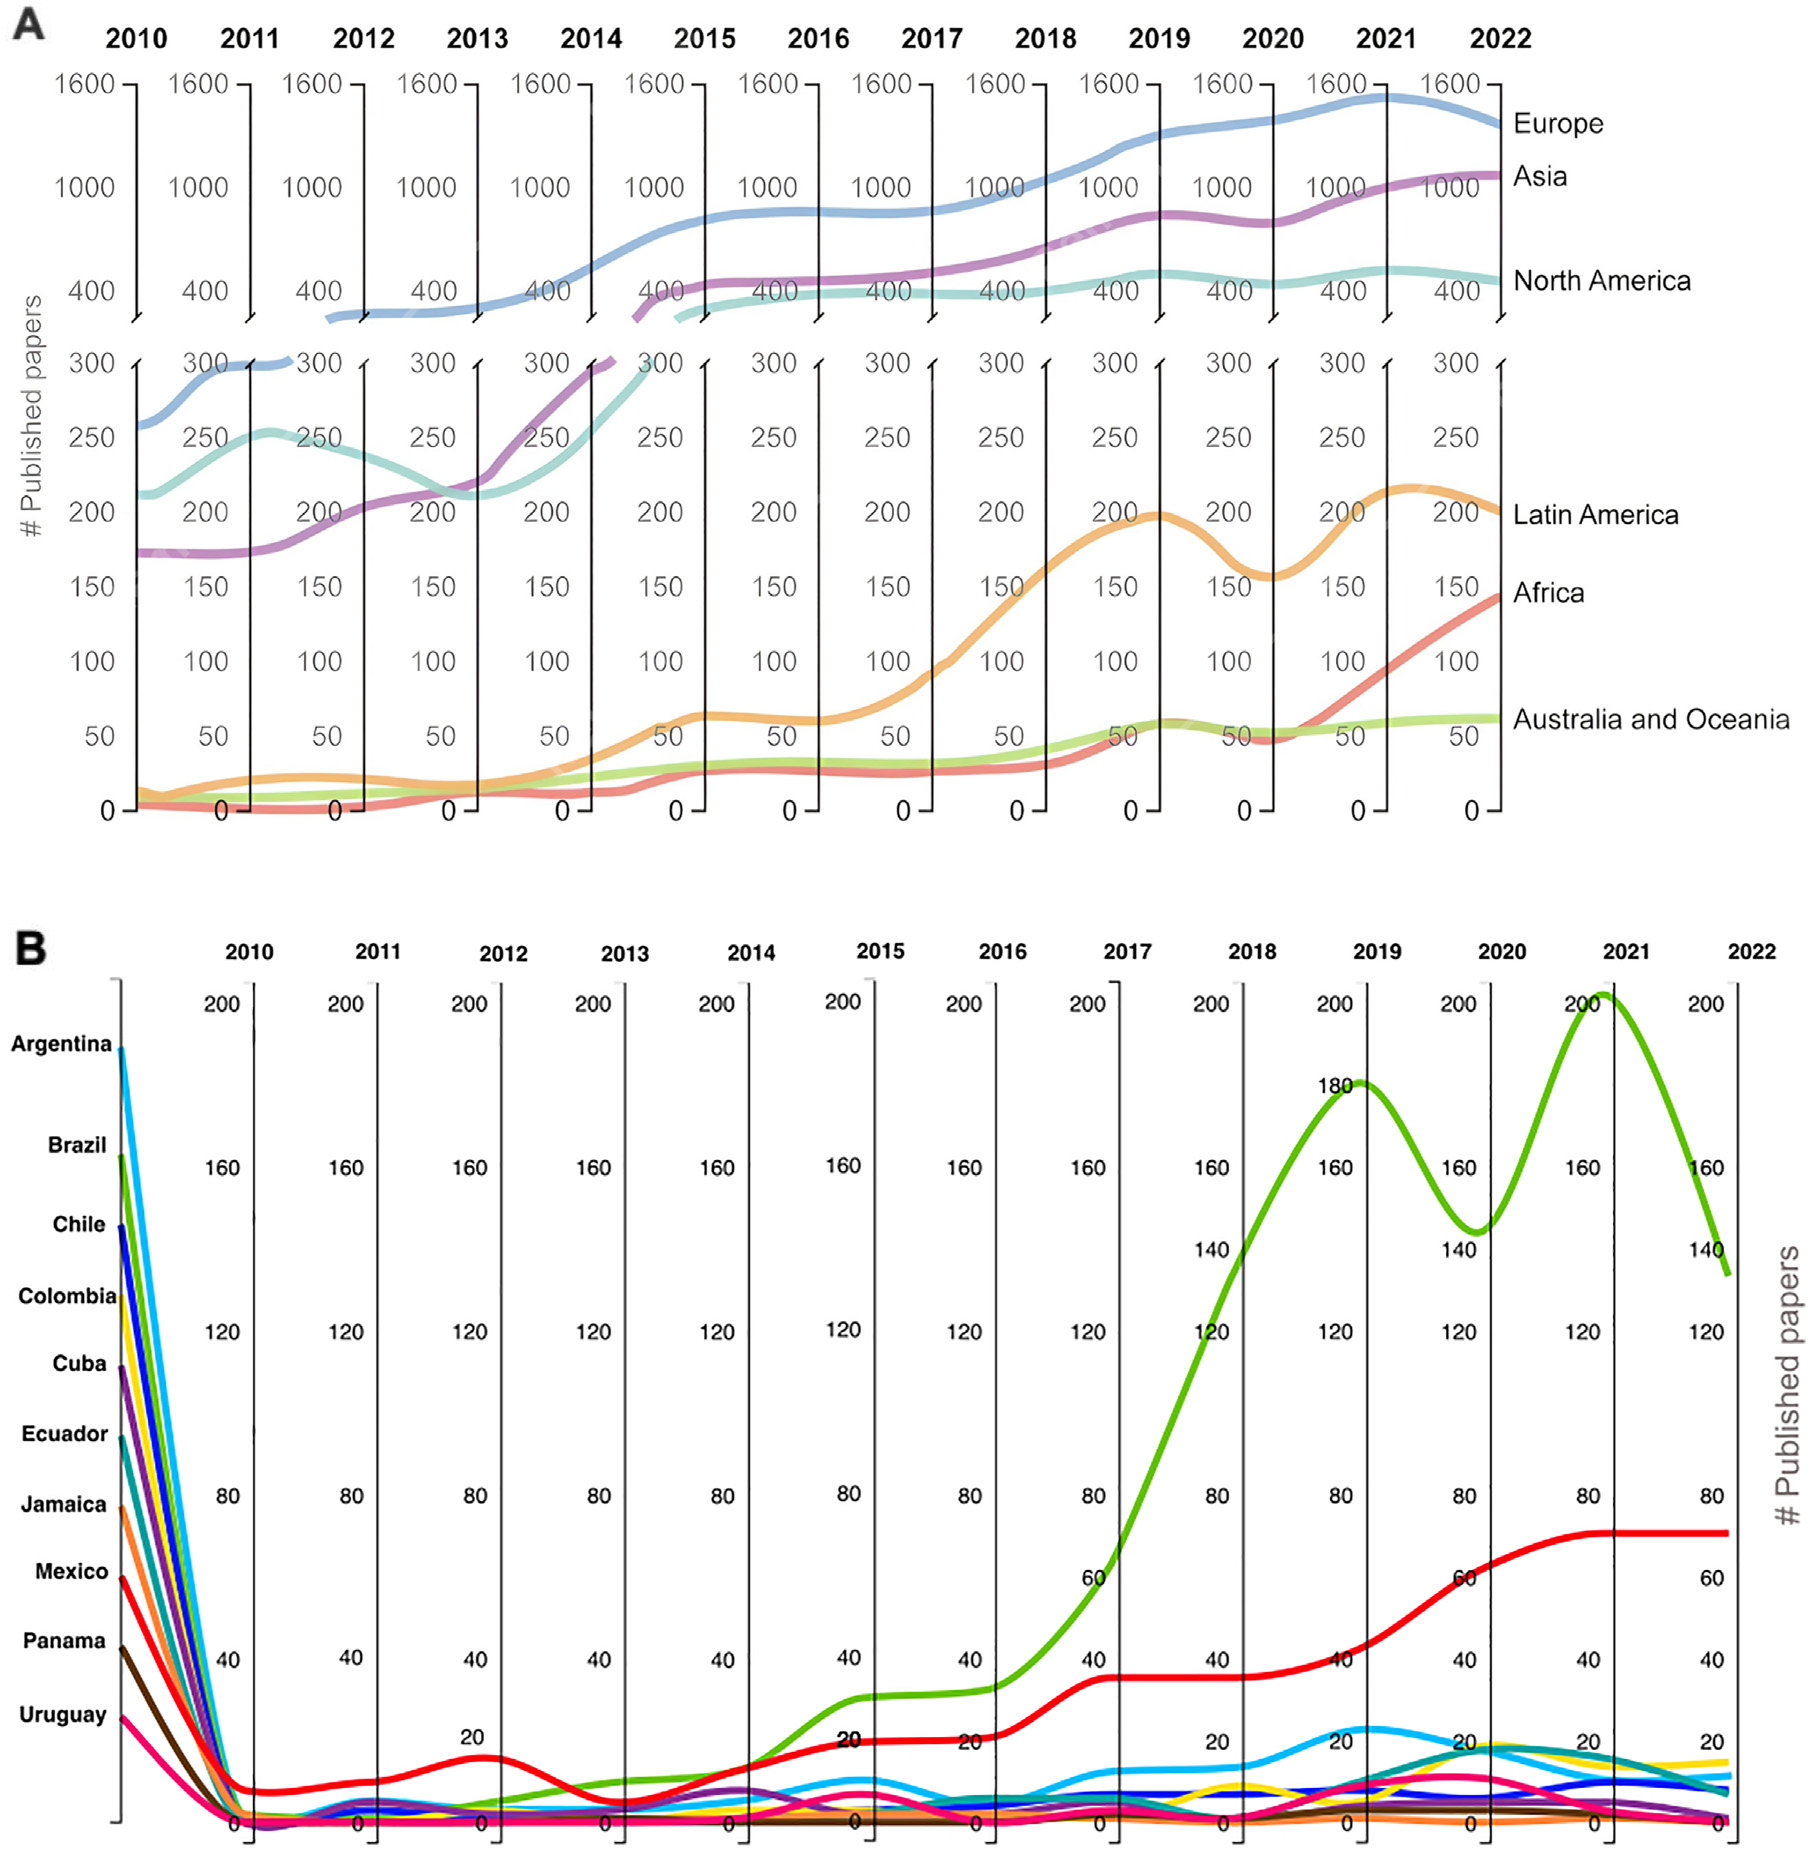 A
2010 2011 2012 2013 2014 2015 2016 2017 2018 2019 2020 2021 2022
1600 1600 1600 1600 1600 1600 1600 1600 1600 1600 1600 1600 1600
Europe
1000 1000 1000 1000 1000 1000 1000 1000 1000 1000 1000 1000 1000
Asia
400 400 400 400 400 400 400 400 400 400 400 400 400
North America
# Published papers
300 300 300 300 300 300 300 300 300 300 300 300 300
250 250 250 250 250 250 250 250 250 250 250 250 250
200 200 200 200 200 200 200 200 200 200 200 200 200
Latin America
150 150 150 150 150 150 150 150 150 150 150 150 150
Africa
100 100 100 100 100 100 100 100 100 100 100 100 100
50 50 50 50 50 50 50 50 50 50 50 50 50
Australia and Oceania
0 0 0 0 0 0 0 0 0 0 0 0 0
B
2010 2011 2012 2013 2014 2015 2016 2017 2018 2019 2020 2021 2022
200 200 200 200 200 200 200 200 200 200 200 200 200
Argentina
180
Brazil
160 160 160 160 160 160 160 160 160 160 160 160 160
Chile
140 140 140
Colombia
120 120 120 120 120 120 120 120 120 120 120 120 120
Cuba
Ecuador
80 80 80 80 80 80 80 80 80 80 80 80 80
Jamaica
Mexico
60 60 60
Panama
40 40 40 40 40 40 40 40 40 40 40 40 40
Uruguay
20 20 20 20 20 20 20 20
0 0 0 0 0 0 0 0 0 0 0 0 0
# Published papers